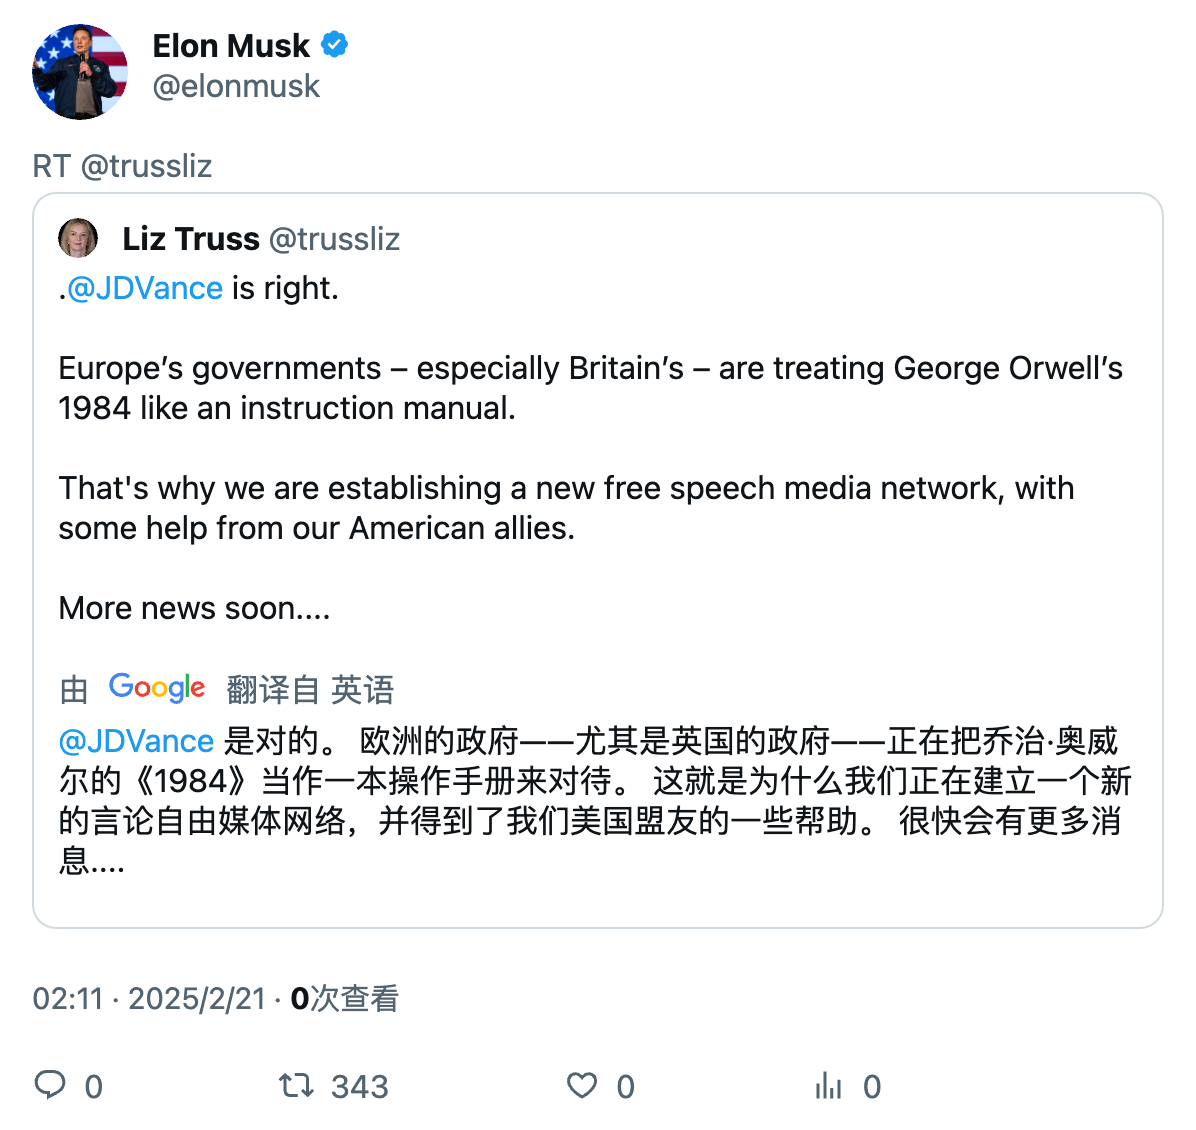 Elon Musk
@elonmusk
RT @trussliz
Liz Truss @trussliz
.@JDVance is right.
Europe’s governments – especially Britain’s – are treating George Orwell’s
1984 like an instruction manual.
That's why we are establishing a new free speech media network, with
some help from our American allies.
More news soon....
由 Google 翻译自 英语
@JDVance 是对的。 欧洲的政府——尤其是英国的政府——正在把乔治·奥威
尔的《1984》当作一本操作手册来对待。 这就是为什么我们正在建立一个新
的言论自由媒体网络，并得到了我们美国盟友的一些帮助。 很快会有更多消
息....
02:11 · 2025/2/21 · 0次查看
0 343 0 0